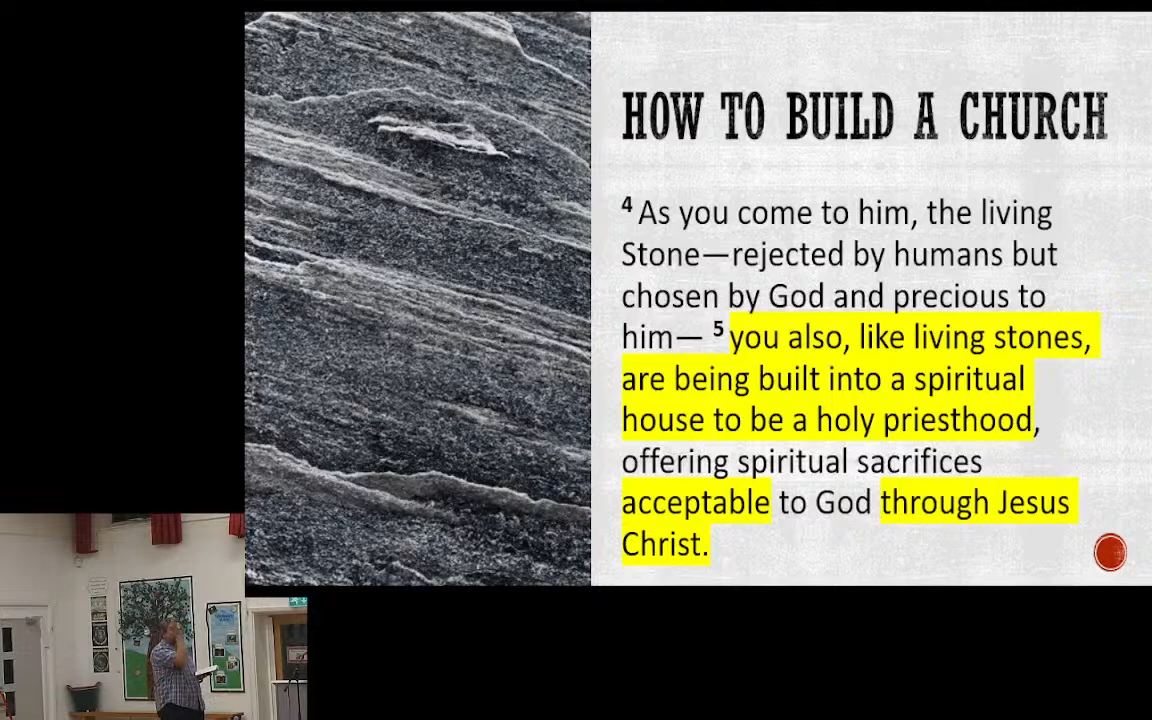 HOW TO BUILD A CHURCH
4 As you come to him, the living
Stone—rejected by humans but
chosen by God and precious to
him— 5 you also, like living stones,
are being built into a spiritual
house to be a holy priesthood,
offering spiritual sacrifices
acceptable to God through Jesus
Christ.